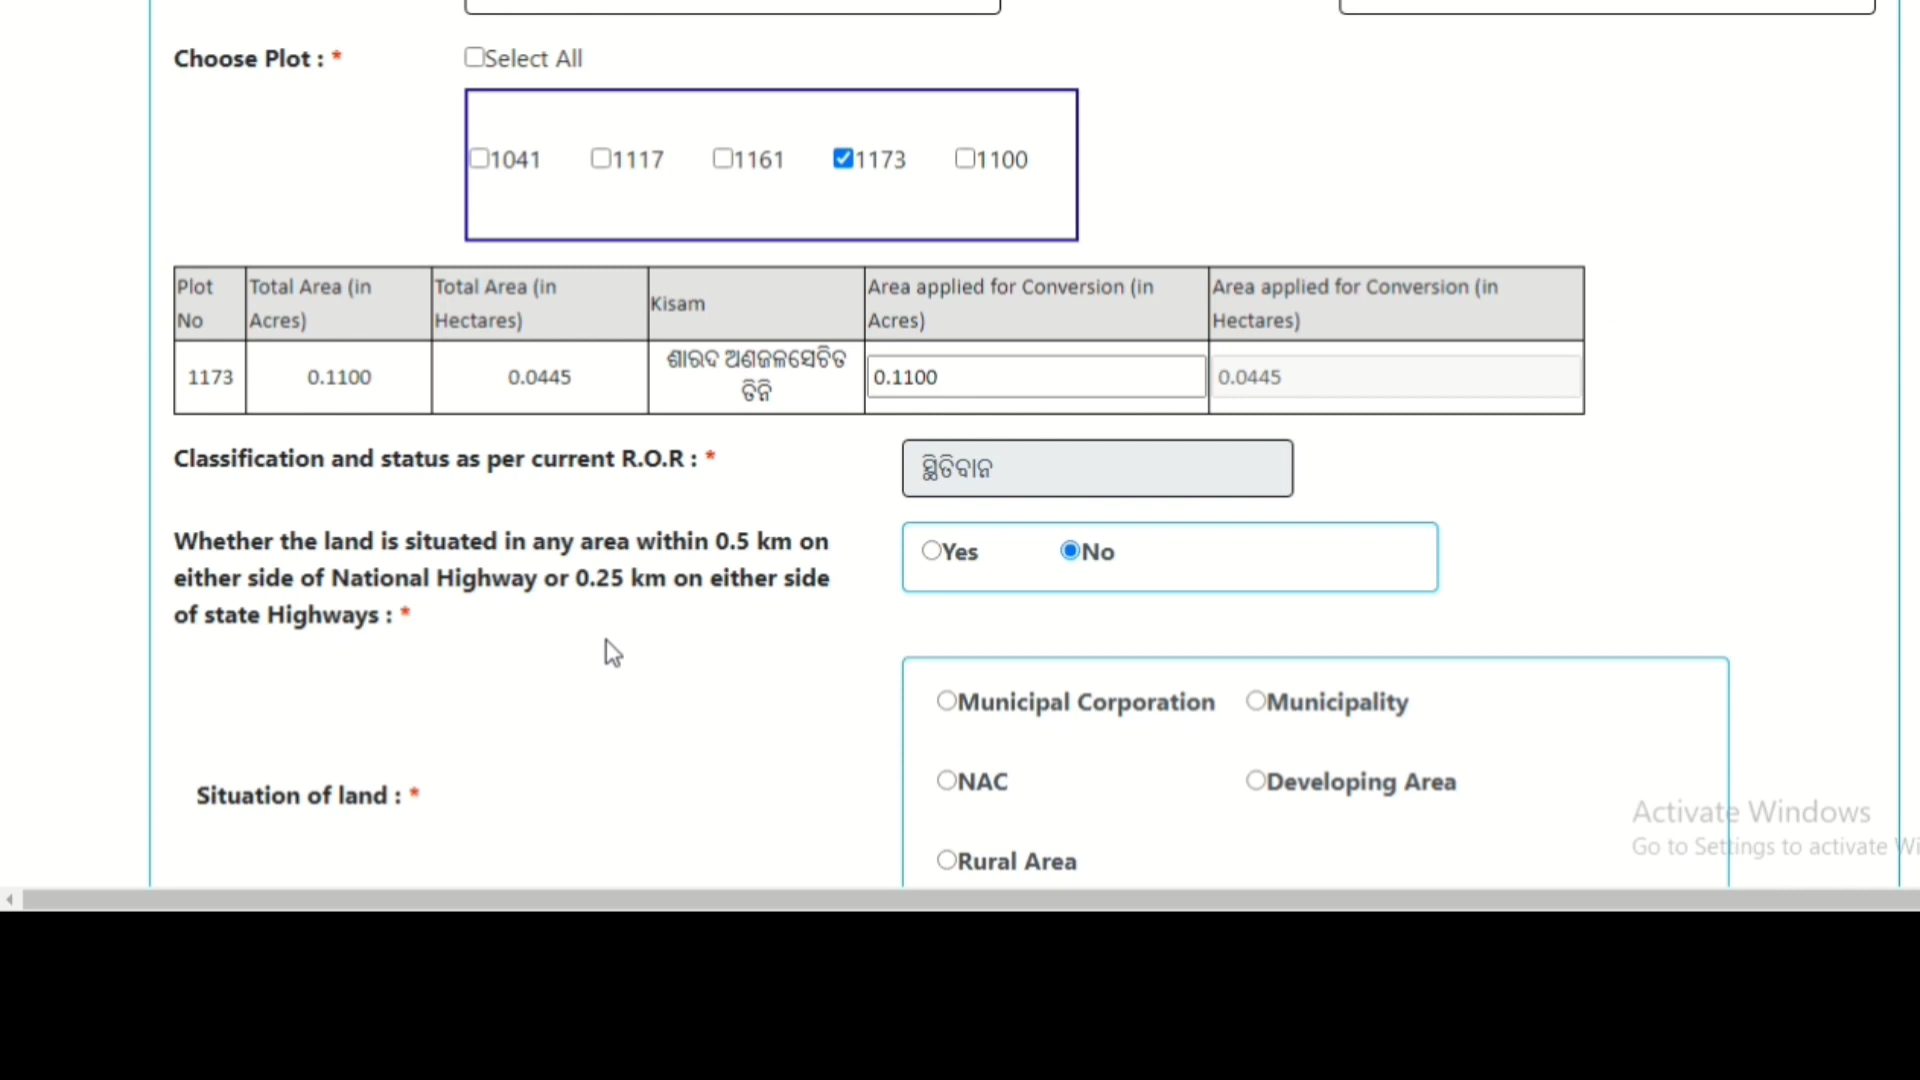 Choose Plot : *
Select All
1041 1117 1161 1173 1100
Plot No
Total Area (in Acres)
Total Area (in Hectares)
Kisam
Area applied for Conversion (in Acres)
Area applied for Conversion (in Hectares)
1173
0.1100
0.0445
ଶାରଦ ଅଣଜଳସେଚିତ
ତିନି
0.1100
0.0445
Classification and status as per current R.O.R : *
ସ୍ଥିତିବାନ
Whether the land is situated in any area within 0.5 km on
either side of National Highway or 0.25 km on either side
of state Highways : *
Yes No
Situation of land : *
Municipal Corporation Municipality
NAC Developing Area
Rural Area
Activate Windows
Go to Settings to activate Wi